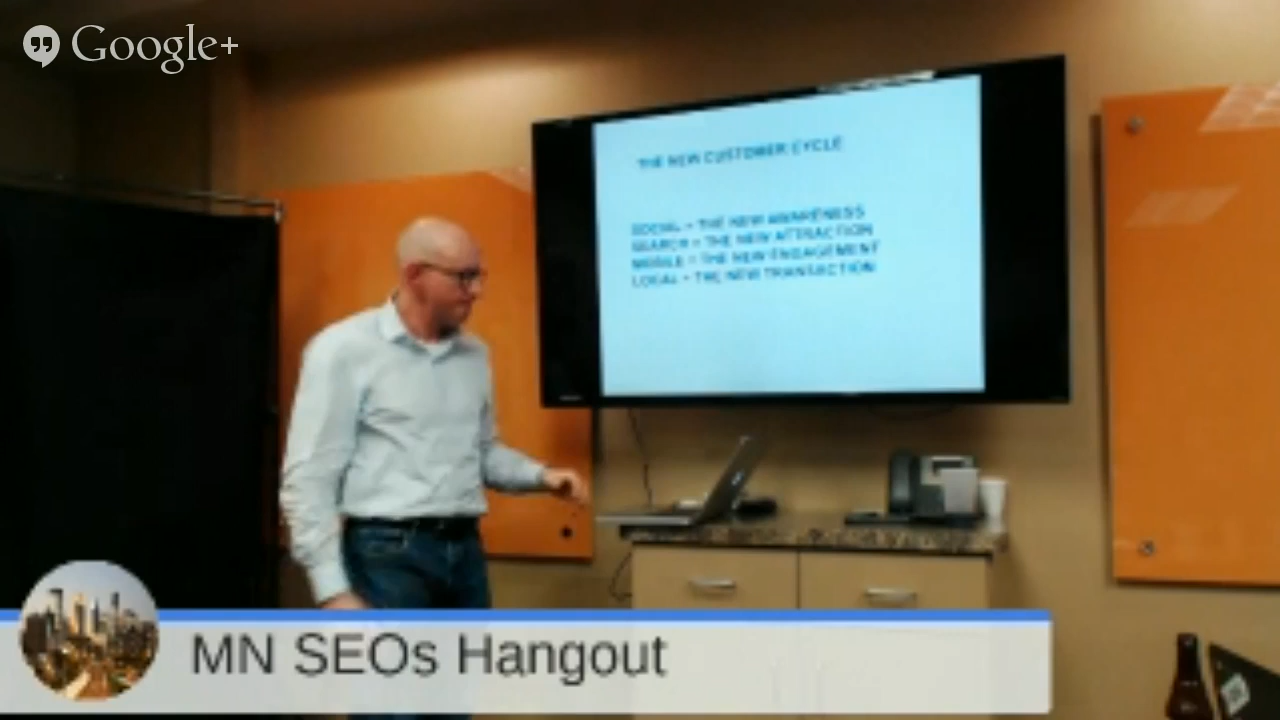 Google+
THE NEW CUSTOMER CYCLE
SOCIAL = THE NEW AWARENESS
SEARCH = THE NEW ATTRACTION
MOBILE = THE NEW ENGAGEMENT
LOCAL = THE NEW TRANSACTION
MN SEOs Hangout